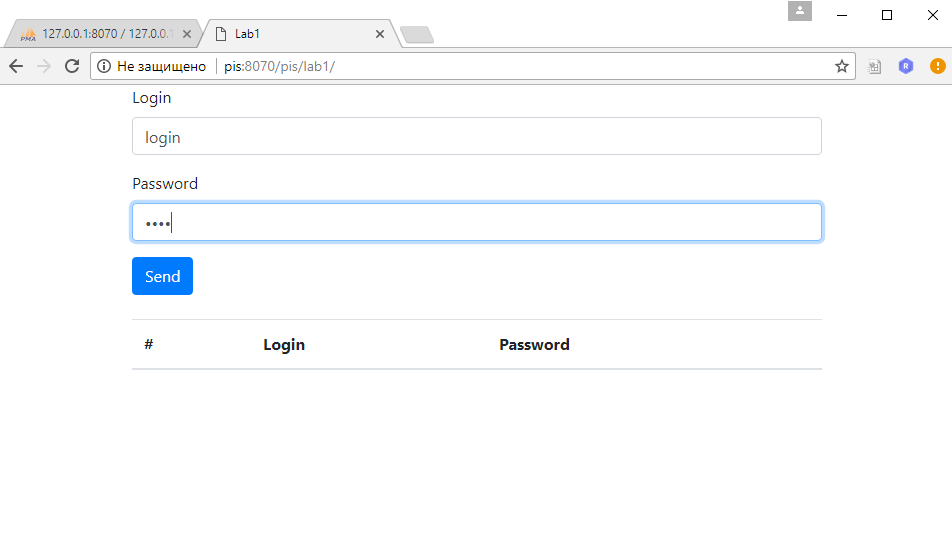 PMA 127.0.0.1:8070 / 127.0.0.1
Lab1
Не защищено pis:8070/pis/lab1/
R
Login
login
Password
••••
Send
# Login Password